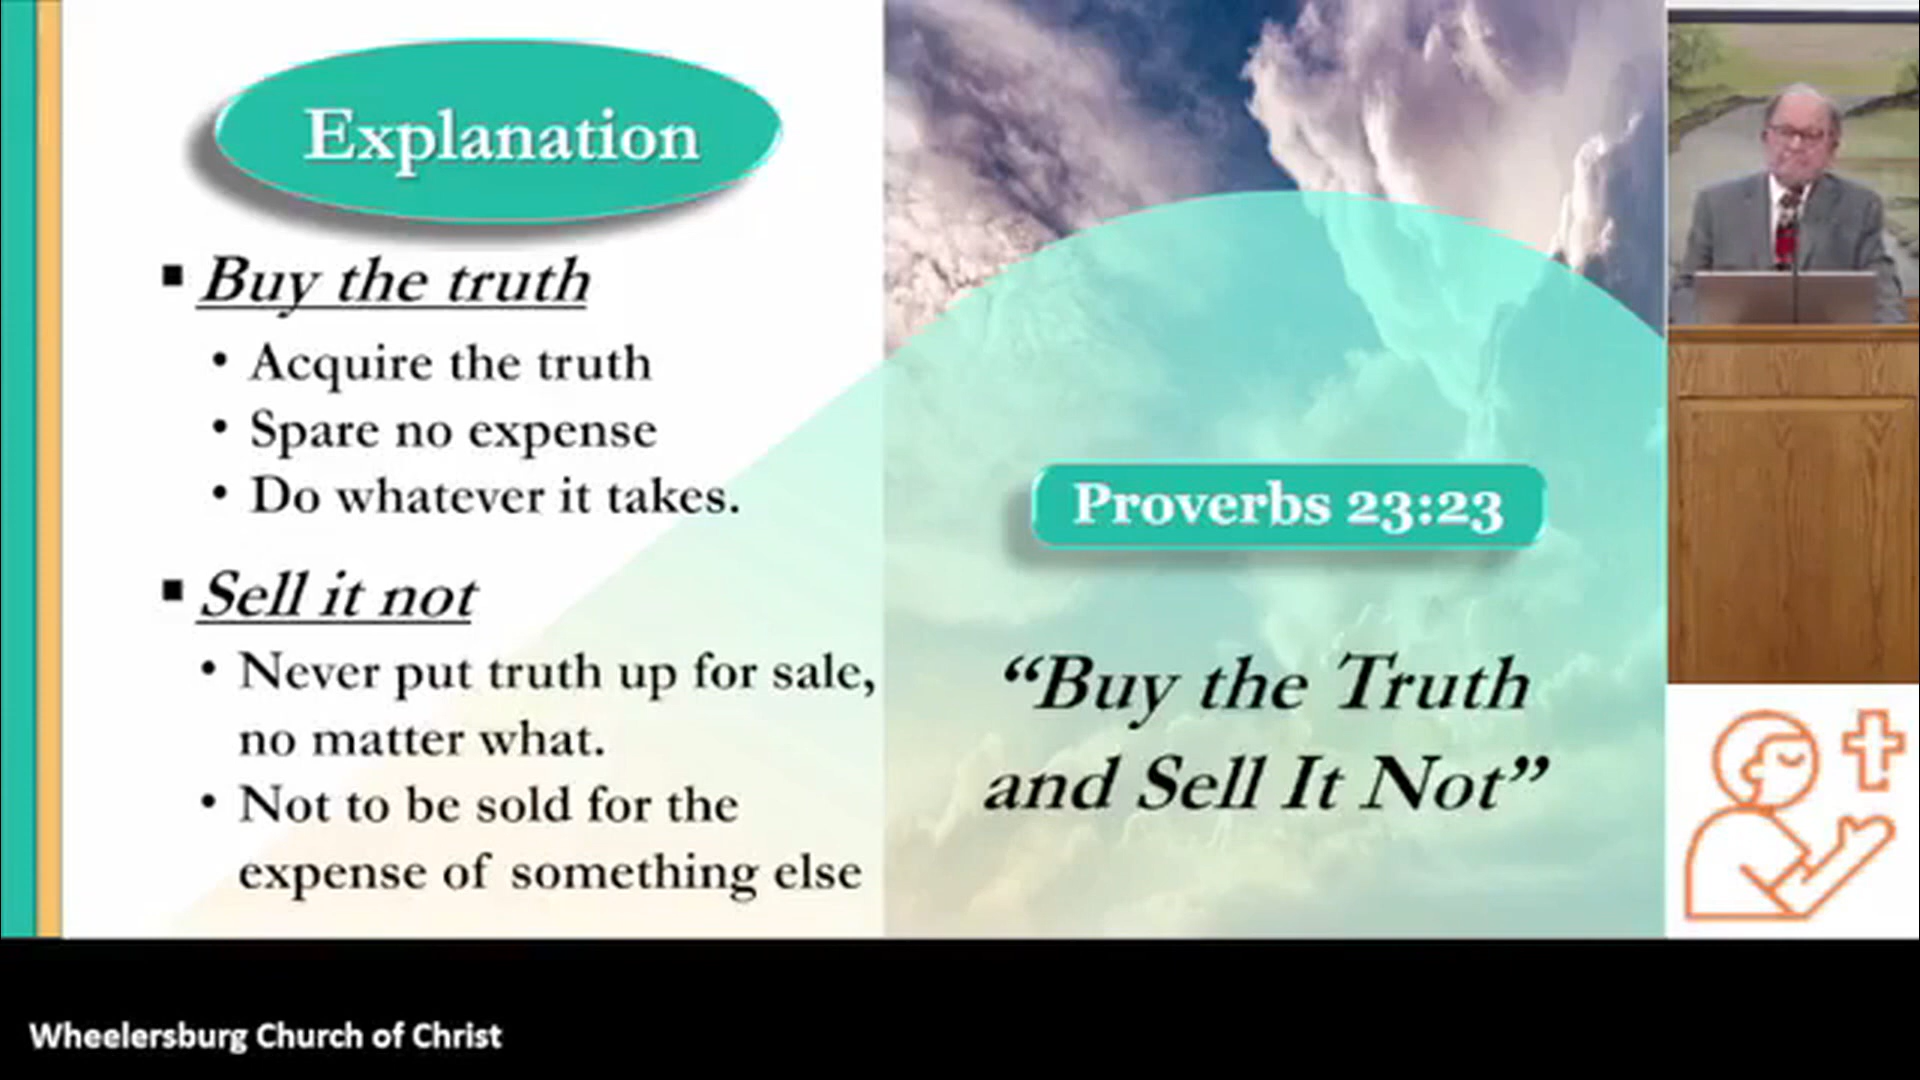 Explanation
▪ Buy the truth
• Acquire the truth
• Spare no expense
• Do whatever it takes.
▪ Sell it not
• Never put truth up for sale,
no matter what.
• Not to be sold for the
expense of something else
Proverbs 23:23
“Buy the Truth
and Sell It Not”
Wheelersburg Church of Christ